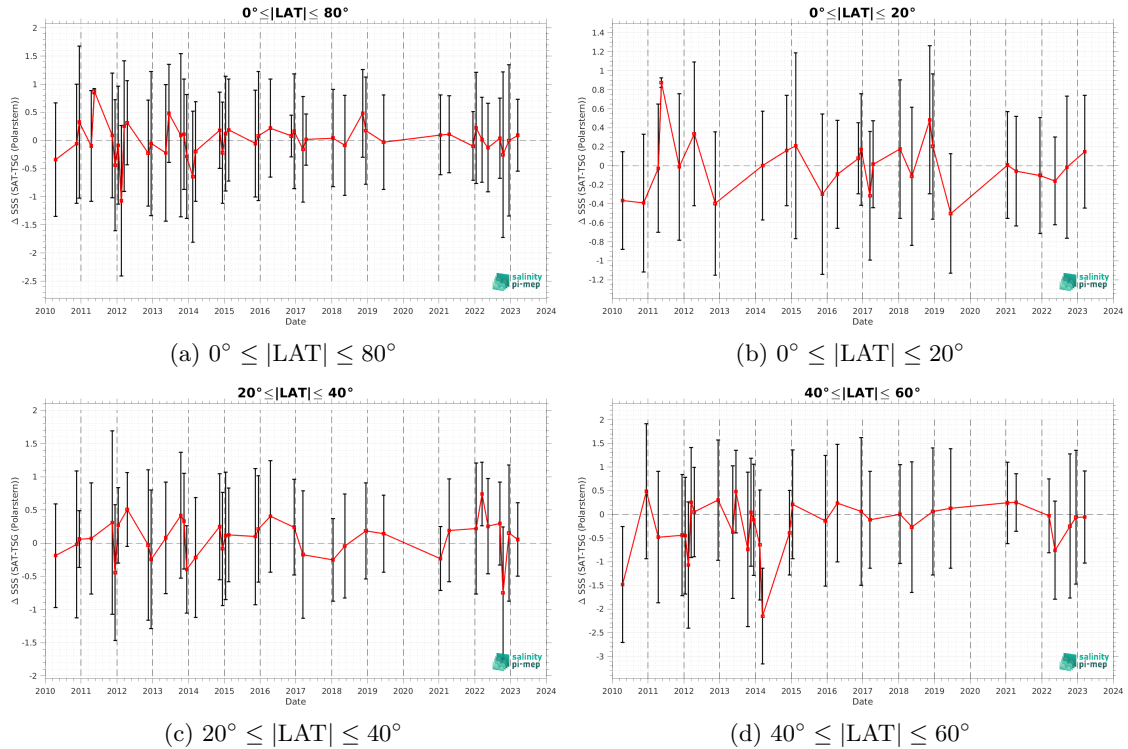 0°≤|LAT|≤ 80°
Δ SSS (SAT-TSG (Polarstern))
2
1.5
1
0.5
0
-0.5
-1
-1.5
-2
-2.5
2010 2011 2012 2013 2014 2015 2016 2017 2018 2019 2020 2021 2022 2023 2024
Date
salinity
pi-mep
(a) 0° ≤ |LAT| ≤ 80°
0°≤|LAT|≤ 20°
Δ SSS (SAT-TSG (Polarstern))
1.4
1.2
1
0.8
0.6
0.4
0.2
0
-0.2
-0.4
-0.6
-0.8
-1
-1.2
2010 2011 2012 2013 2014 2015 2016 2017 2018 2019 2020 2021 2022 2023 2024
Date
salinity
pi-mep
(b) 0° ≤ |LAT| ≤ 20°
20°≤|LAT|≤ 40°
Δ SSS (SAT-TSG (Polarstern))
2
1.5
1
0.5
0
-0.5
-1
-1.5
-2
2010 2011 2012 2013 2014 2015 2016 2017 2018 2019 2020 2021 2022 2023 2024
Date
salinity
pi-mep
(c) 20° ≤ |LAT| ≤ 40°
40°≤|LAT|≤ 60°
Δ SSS (SAT-TSG (Polarstern))
2
1.5
1
0.5
0
-0.5
-1
-1.5
-2
-2.5
-3
2010 2011 2012 2013 2014 2015 2016 2017 2018 2019 2020 2021 2022 2023 2024
Date
salinity
pi-mep
(d) 40° ≤ |LAT| ≤ 60°